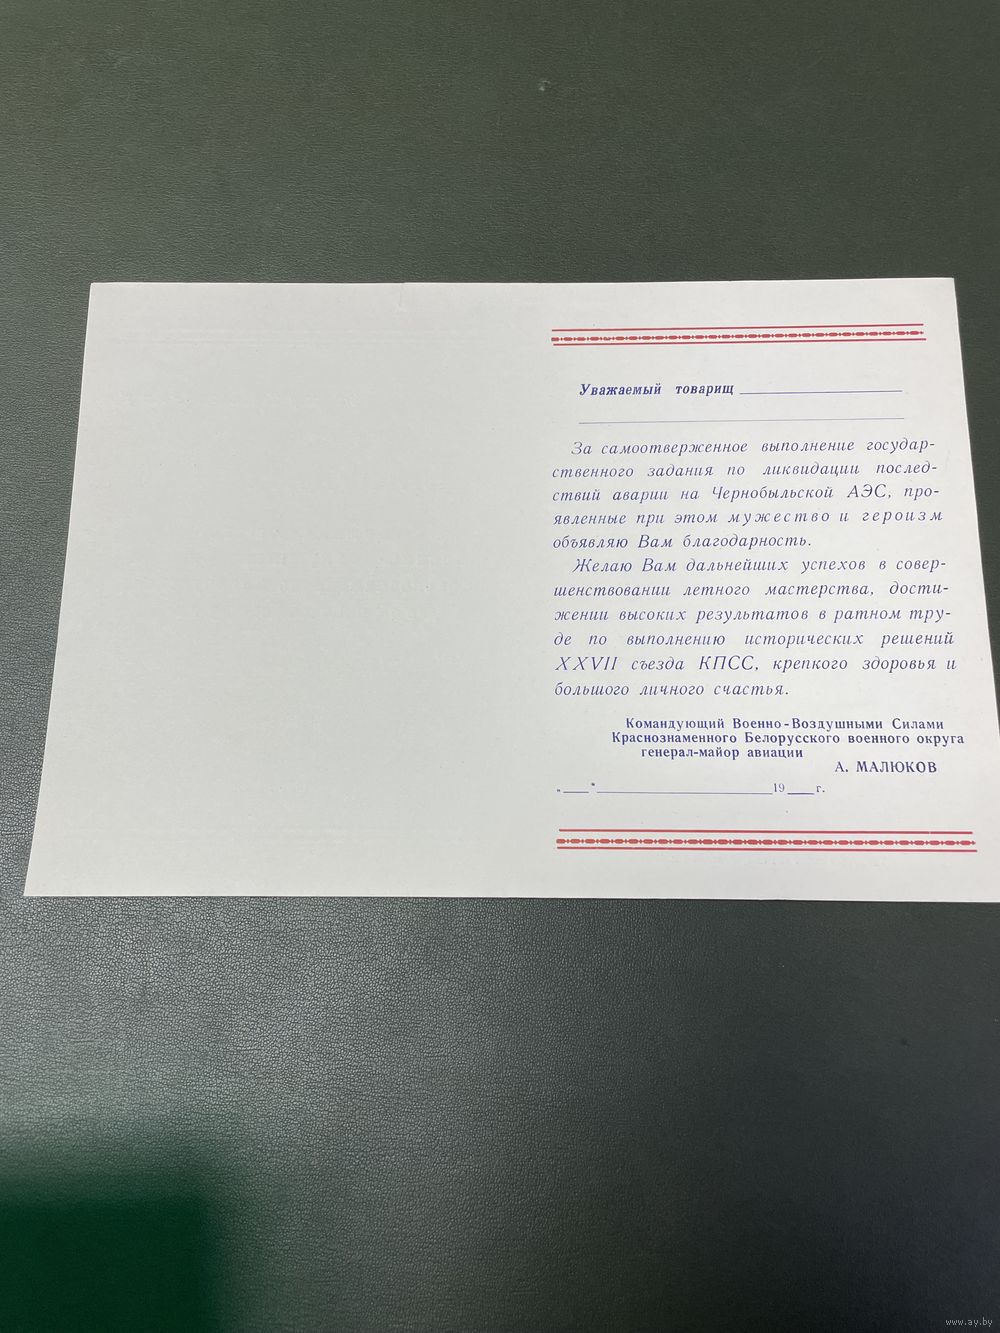 Уважаемый товарищ
За самоотверженное выполнение государ-
ственного задания по ликвидации послед-
ствий аварии на Чернобыльской АЭС, про-
явленные при этом мужество и героизм
объявляю Вам благодарность.
Желаю Вам дальнейших успехов в совер-
шенствовании летного мастерства, дости-
жении высоких результатов в ратном тру-
де по выполнению исторических решений
XXVII съезда КПСС, крепкого здоровья и
большого личного счастья.
Командующий Военно-Воздушными Силами
Краснознаменного Белорусского военного округа
генерал-майор авиации
А. МАЛЮКОВ
„___“ ____________19___г.
www.ay.by